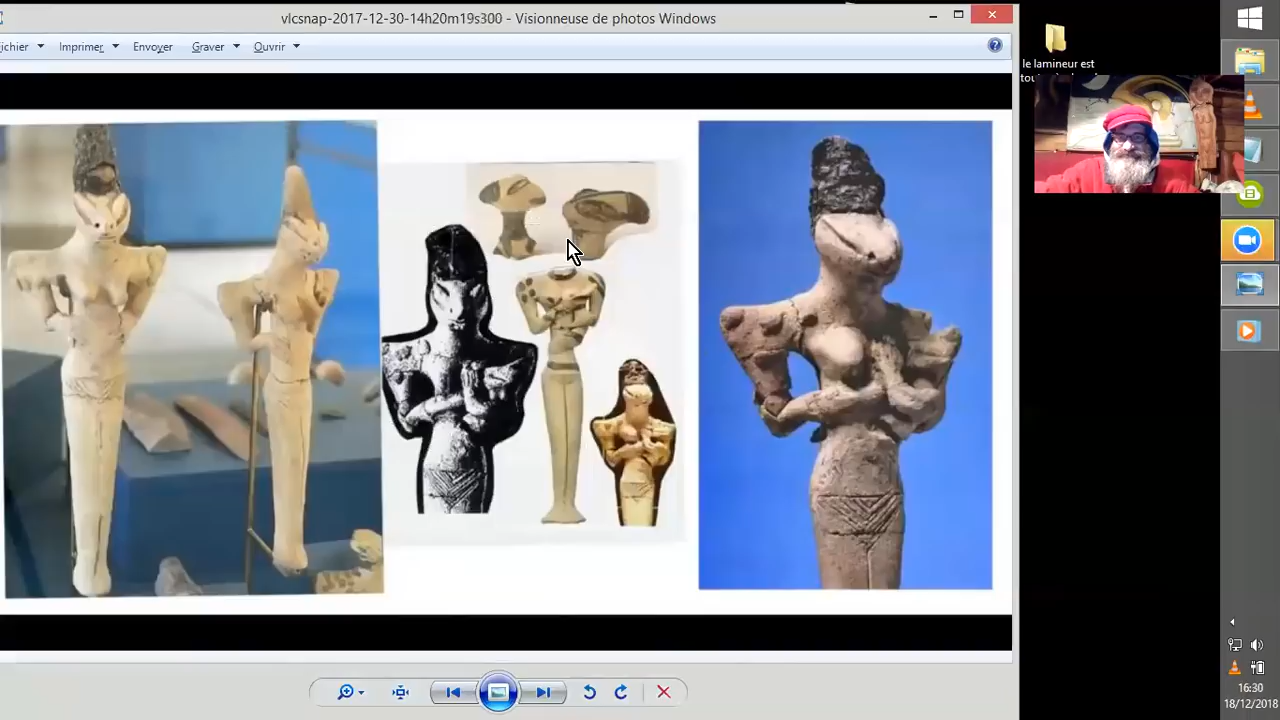 vlcsnap-2017-12-30-14h20m19s300 - Visionneuse de photos Windows
ichier
Imprimer
Envoyer
Graver
Ouvrir
le lamineur est
16:30
18/12/2018